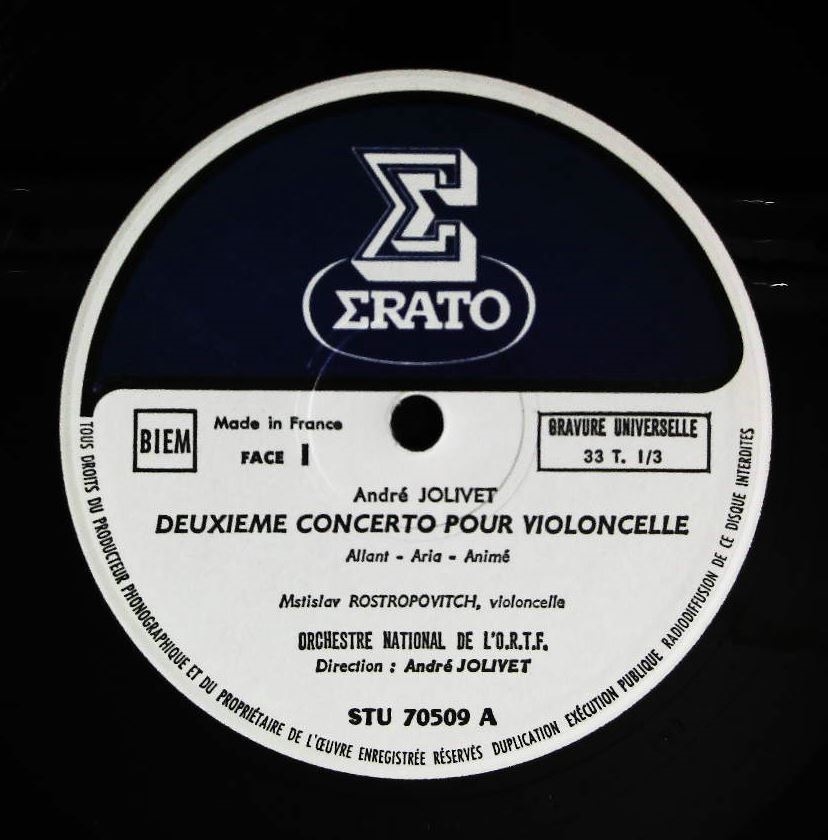 Σ
ΣRATO
BIEM
Made in France
FACE 1
GRAVURE UNIVERSELLE
33 T. 1/3
André JOLIVET
DEUXIEME CONCERTO POUR VIOLONCELLE
Allant - Aria - Animé
Mstislav ROSTROPOVITCH, violoncelle
ORCHESTRE NATIONAL DE L'O.R.T.F.
Direction : André JOLIVET
STU 70509 A
TOUS DROITS DU PRODUCTEUR PHONOGRAPHIQUE ET DU PROPRIÉTAIRE DE L'ŒUVRE ENREGISTRÉE RÉSERVÉS DUPLICATION EXÉCUTION PUBLIQUE RADIODIFFUSION DE CE DISQUE INTERDITES